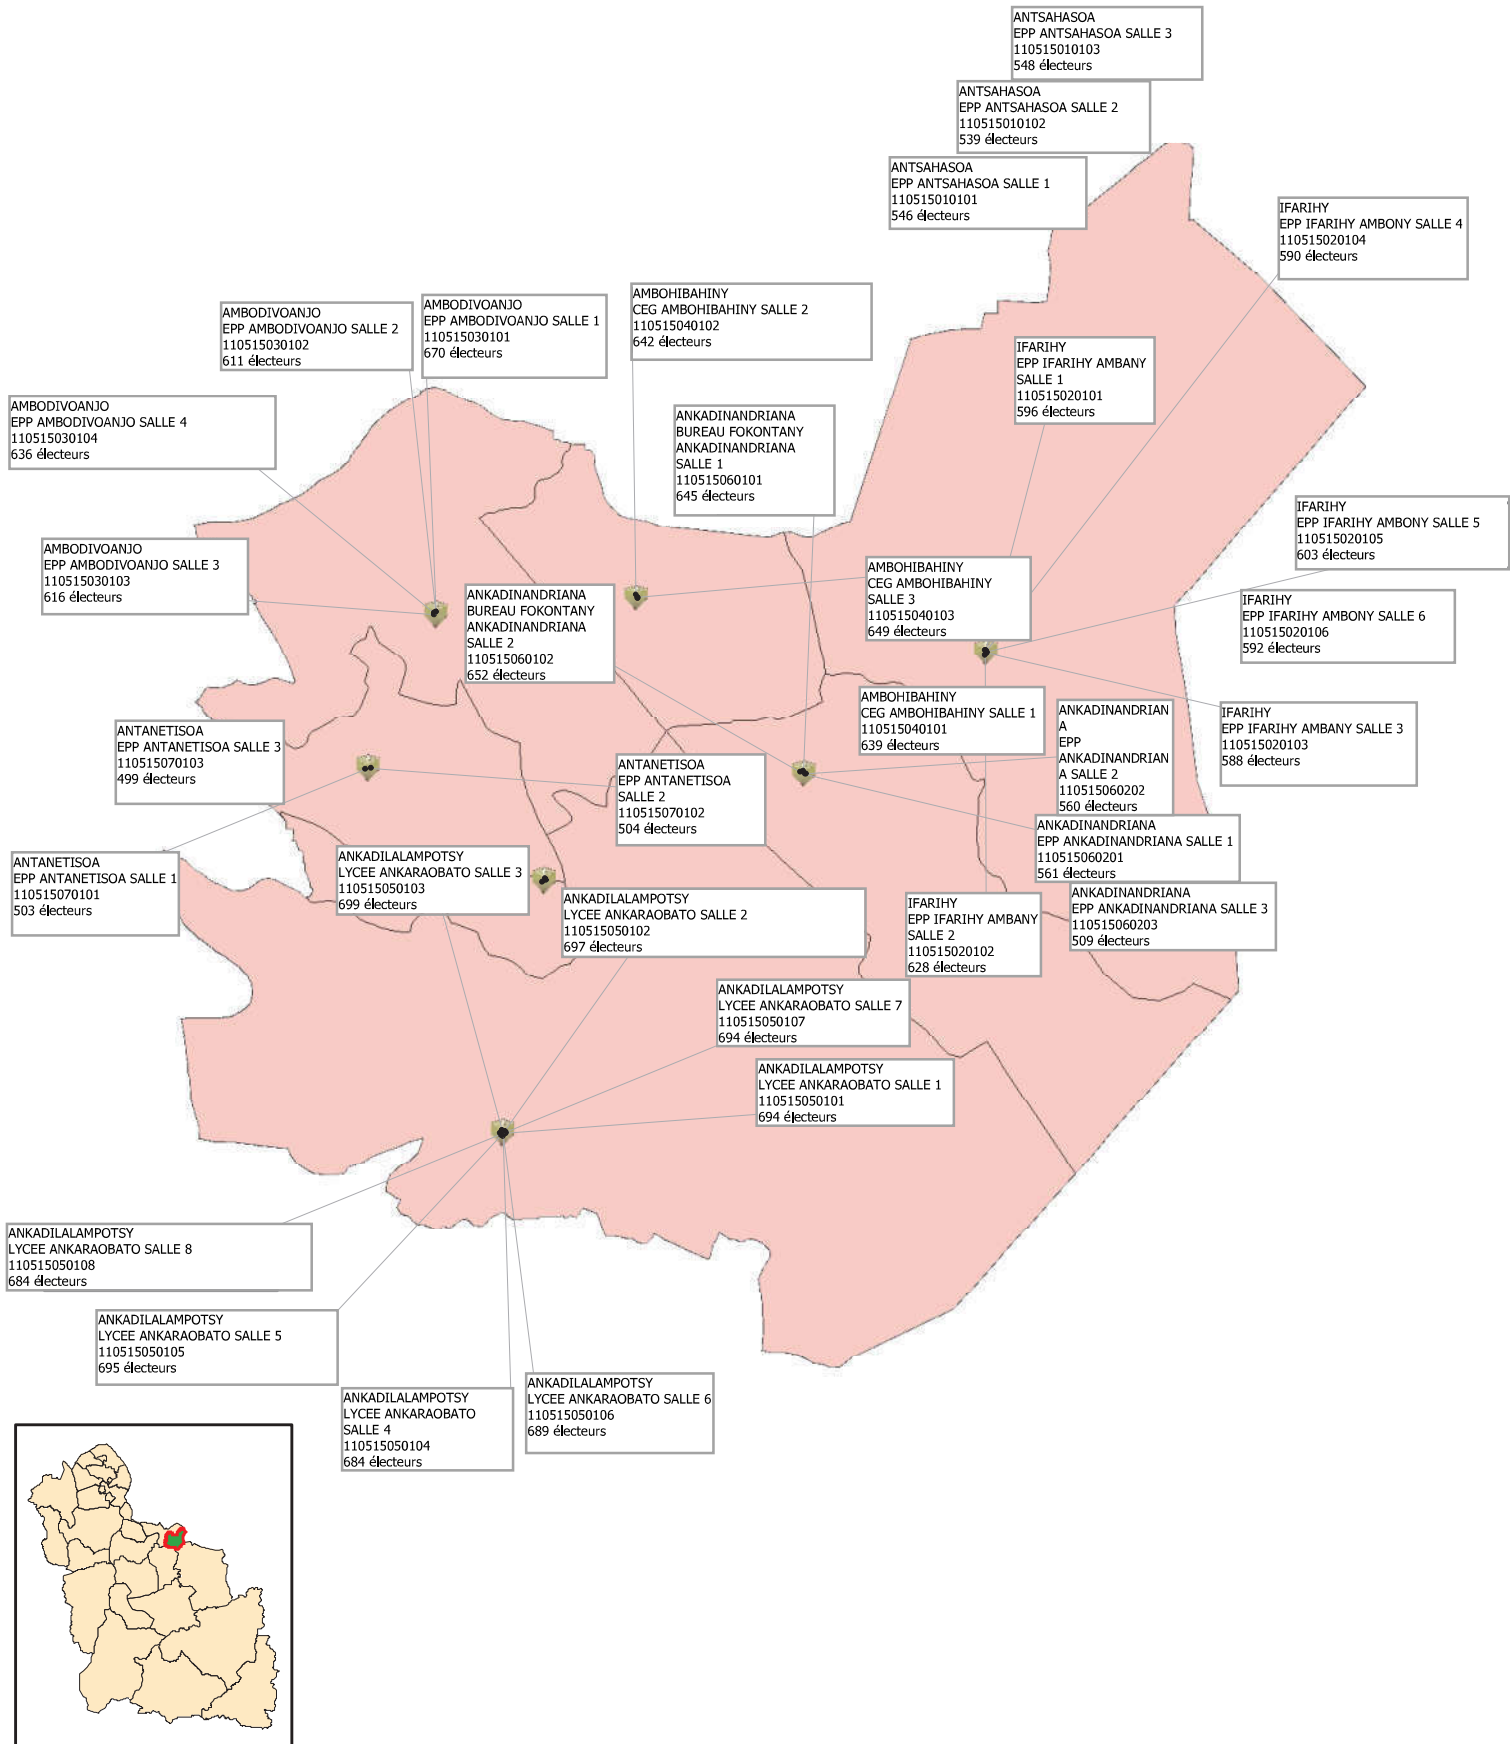 ANTSAHASOA
EPP ANTSAHASOA SALLE 3
110515010103
548 électeurs
ANTSAHASOA
EPP ANTSAHASOA SALLE 2
110515010102
539 électeurs
ANTSAHASOA
EPP ANTSAHASOA SALLE 1
110515010101
546 électeurs
IFARIHY
EPP IFARIHY AMBONY SALLE 4
110515020104
590 électeurs
AMBOHIBAHINY
CEG AMBOHIBAHINY SALLE 2
110515040102
642 électeurs
AMBODIVOANJO
EPP AMBODIVOANJO SALLE 1
110515030101
670 électeurs
AMBODIVOANJO
EPP AMBODIVOANJO SALLE 2
110515030102
611 électeurs
IFARIHY
EPP IFARIHY AMBANY
SALLE 1
110515020101
596 électeurs
AMBODIVOANJO
EPP AMBODIVOANJO SALLE 4
110515030104
636 électeurs
ANKADINANDRIANA
BUREAU FOKONTANY
ANKADINANDRIANA
SALLE 1
110515060101
645 électeurs
IFARIHY
EPP IFARIHY AMBONY SALLE 5
110515020105
603 électeurs
AMBODIVOANJO
EPP AMBODIVOANJO SALLE 3
110515030103
616 électeurs
AMBOHIBAHINY
CEG AMBOHIBAHINY
SALLE 3
110515040103
649 électeurs
ANKADINANDRIANA
BUREAU FOKONTANY
ANKADINANDRIANA
SALLE 2
110515060102
652 électeurs
IFARIHY
EPP IFARIHY AMBONY SALLE 6
110515020106
592 électeurs
AMBOHIBAHINY
CEG AMBOHIBAHINY SALLE 1
110515040101
639 électeurs
ANKADINANDRIAN
A
EPP
ANKADINANDRIAN
A SALLE 2
110515060202
560 électeurs
IFARIHY
EPP IFARIHY AMBANY SALLE 3
110515020103
588 électeurs
ANTANETISOA
EPP ANTANETISOA SALLE 3
110515070103
499 électeurs
ANTANETISOA
EPP ANTANETISOA
SALLE 2
110515070102
504 électeurs
ANKADINANDRIANA
EPP ANKADINANDRIANA SALLE 1
110515060201
561 électeurs
ANTANETISOA
EPP ANTANETISOA SALLE 1
110515070101
503 électeurs
ANKADILALAMPOTSY
LYCEE ANKARAOBATO SALLE 3
110515050103
699 électeurs
ANKADILALAMPOTSY
LYCEE ANKARAOBATO SALLE 2
110515050102
697 électeurs
IFARIHY
EPP IFARIHY AMBANY
SALLE 2
110515020102
628 électeurs
ANKADINANDRIANA
EPP ANKADINANDRIANA SALLE 3
110515060203
509 électeurs
ANKADILALAMPOTSY
LYCEE ANKARAOBATO SALLE 7
110515050107
694 électeurs
ANKADILALAMPOTSY
LYCEE ANKARAOBATO SALLE 1
110515050101
694 électeurs
ANKADILALAMPOTSY
LYCEE ANKARAOBATO SALLE 8
110515050108
684 électeurs
ANKADILALAMPOTSY
LYCEE ANKARAOBATO SALLE 5
110515050105
695 électeurs
ANKADILALAMPOTSY
LYCEE ANKARAOBATO
SALLE 4
110515050104
684 électeurs
ANKADILALAMPOTSY
LYCEE ANKARAOBATO SALLE 6
110515050106
689 électeurs